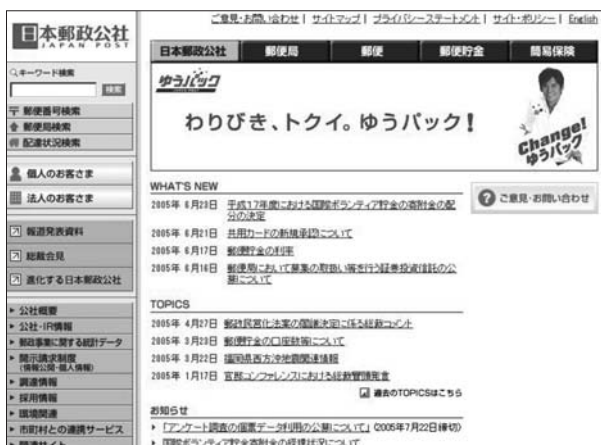 日本郵政公社
JAPAN POST
ご意見・お問い合わせ | サイトマップ | プライバシーステートメント | サイト・ポリシー | English
日本郵政公社 郵便局 郵便 郵便貯金 簡易保険
キーワード検索
検索
〒 郵便番号検索
郵便局検索
配達状況検索
個人のお客さま
法人のお客さま
報道発表資料
総裁会見
進化する日本郵政公社
公社概要
公社・IR情報
郵政事業に関する統計データ
開示請求制度
(情報公開・個人情報)
調達情報
採用情報
環境関連
市町村との連携サービス
関連サイト
ゆうパック
わりびき、トクイ。ゆうパック!
Change!
ゆうパック
WHAT'S NEW
2005年 6月23日 平成17年度における国際ボランティア貯金の寄附金の配
分の決定
2005年 6月21日 共用カードの新規承認について
2005年 6月17日 郵便貯金の利率
2005年 6月16日 郵便局において募集の取扱い等を行う証券投資信託の公
募について
ご意見・お問い合わせ
TOPICS
2005年 4月27日 郵政民営化法案の閣議決定に係る総裁コメント
2005年 3月23日 郵便貯金の口座数等について
2005年 3月22日 福岡県西方沖地震関連情報
2005年 1月17日 官邸コンファレンスにおける総裁冒頭発言
過去のTOPICSはこちら
お知らせ
「アンケート調査の個票データ利用の公募について」(2005年7月22日締切)
国際ボランティア貯金寄附金の経理状況について